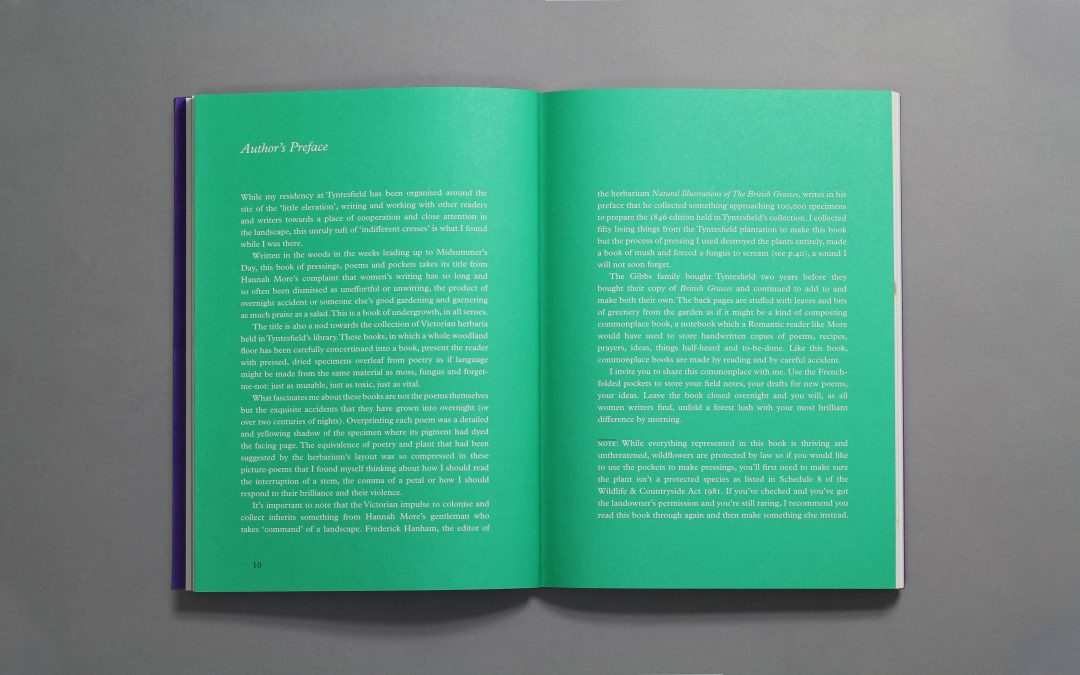 Author's Preface
While my residency at Tyntesfield has been organised around the
site of the ‘little elevation’, writing and working with other readers
and writers towards a place of cooperation and close attention in
the landscape, this unruly tuft of ‘indifferent cresses’ is what I found
while I was there.
Written in the woods in the weeks leading up to Midsummer's
Day, this book of pressings, poems and pockets takes its title from
Hannah More's complaint that women's writing has so long and
so often been dismissed as uneffortful or unwitting, the product of
overnight accident or someone else's good gardening and garnering
as much praise as a salad. This is a book of undergrowth, in all senses.
The title is also a nod towards the collection of Victorian herbaria
held in Tyntesfield's library. These books, in which a whole woodland
floor has been carefully concertinaed into a book, present the reader
with pressed, dried specimens overleaf from poetry as if language
might be made from the same material as moss, fungus and forget-
me-not: just as mutable, just as toxic, just as vital.
What fascinates me about these books are not the poems themselves
but the exquisite accidents that they have grown into overnight (or
over two centuries of nights). Overprinting each poem was a detailed
and yellowing shadow of the specimen where its pigment had dyed
the facing page. The equivalence of poetry and plant that had been
suggested by the herbarium's layout was so compressed in these
picture-poems that I found myself thinking about how I should read
the interruption of a stem, the comma of a petal or how I should
respond to their brilliance and their violence.
It's important to note that the Victorian impulse to colonise and
collect inherits something from Hannah More's gentleman who
takes ‘command’ of a landscape. Frederick Hanham, the editor of
10
the herbarium Natural Illustrations of The British Grasses, writes in his
preface that he collected something approaching 100,000 specimens
to prepare the 1846 edition held in Tyntesfield's collection. I collected
fifty living things from the Tyntesfield plantation to make this book
but the process of pressing I used destroyed the plants entirely, made
a book of mush and forced a fungus to scream (see p.40), a sound I
will not soon forget.
The Gibbs family bought Tyntesfield two years before they
bought their copy of British Grasses and continued to add to and
make both their own. The back pages are stuffed with leaves and bits
of greenery from the garden as if it might be a kind of composting
commonplace book, a notebook which a Romantic reader like More
would have used to store handwritten copies of poems, recipes,
prayers, ideas, things half-heard and to-be-done. Like this book,
commonplace books are made by reading and by careful accident.
I invite you to share this commonplace with me. Use the French-
folded pockets to store your field notes, your drafts for new poems,
your ideas. Leave the book closed overnight and you will, as all
women writers find, unfold a forest lush with your most brilliant
difference by morning.
NOTE: While everything represented in this book is thriving and
unthreatened, wildflowers are protected by law so if you would like
to use the pockets to make pressings, you'll first need to make sure
the plant isn't a protected species as listed in Schedule 8 of the
Wildlife & Countryside Act 1981. If you've checked and you've got
the landowner's permission and you're still raring, I recommend you
read this book through again and then make something else instead.